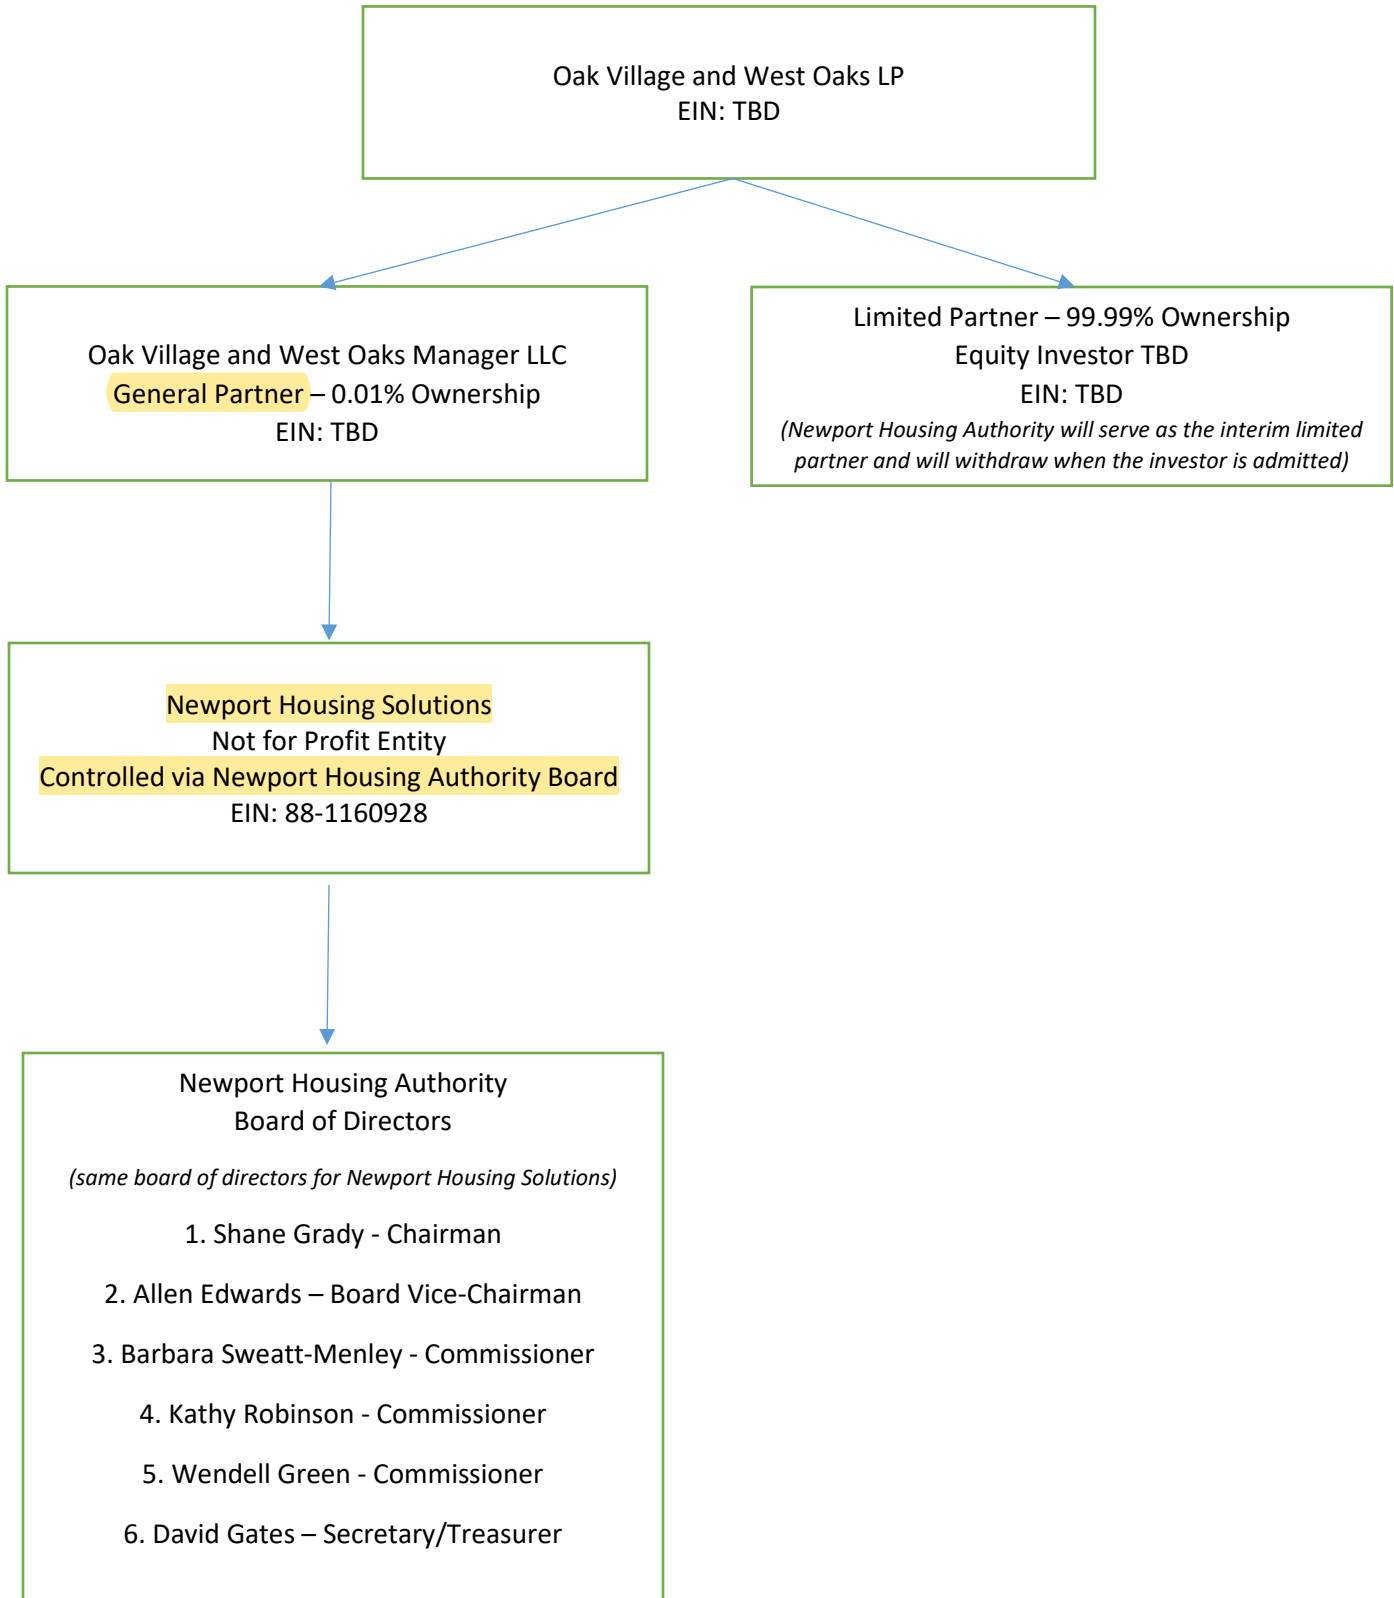 Oak Village and West Oaks LP
EIN: TBD
Oak Village and West Oaks Manager LLC
General Partner – 0.01% Ownership
EIN: TBD
Limited Partner – 99.99% Ownership
Equity Investor TBD
EIN: TBD
(Newport Housing Authority will serve as the interim limited
partner and will withdraw when the investor is admitted)
Newport Housing Solutions
Not for Profit Entity
Controlled via Newport Housing Authority Board
EIN: 88-1160928
Newport Housing Authority
Board of Directors
(same board of directors for Newport Housing Solutions)
1. Shane Grady - Chairman
2. Allen Edwards – Board Vice-Chairman
3. Barbara Sweatt-Menley - Commissioner
4. Kathy Robinson - Commissioner
5. Wendell Green - Commissioner
6. David Gates – Secretary/Treasurer